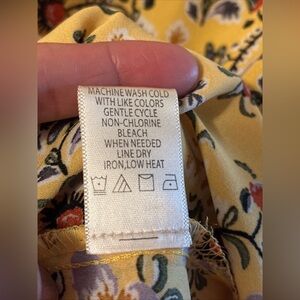 MACHINE WASH COLD
WITH LIKE COLORS
GENTLE CYCLE
NON-CHLORINE
BLEACH
WHEN NEEDED
LINE DRY
IRON,LOW HEAT